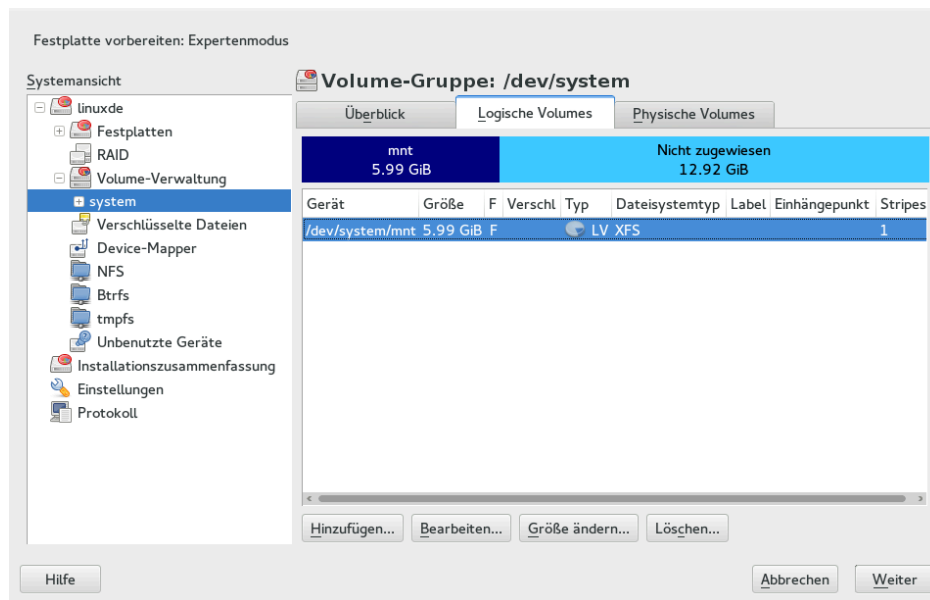 Festplatte vorbereiten: Expertenmodus
Systemansicht
linuxde
Festplatten
RAID
Volume-Verwaltung
system
Verschlüsselte Dateien
Device-Mapper
NFS
Btrfs
tmpfs
Unbenutzte Geräte
Installationszusammenfassung
Einstellungen
Protokoll
Volume-Gruppe: /dev/system
Überblick Logische Volumes Physische Volumes
mnt Nicht zugewiesen
5.99 GiB 12.92 GiB
Gerät Größe F Verschl Typ Dateisystemtyp Label Einhängepunkt Stripes
/dev/system/mnt 5.99 GiB F LV XFS 1
Hinzufügen... Bearbeiten... Größe ändern... Löschen...
Hilfe Abbrechen Weiter